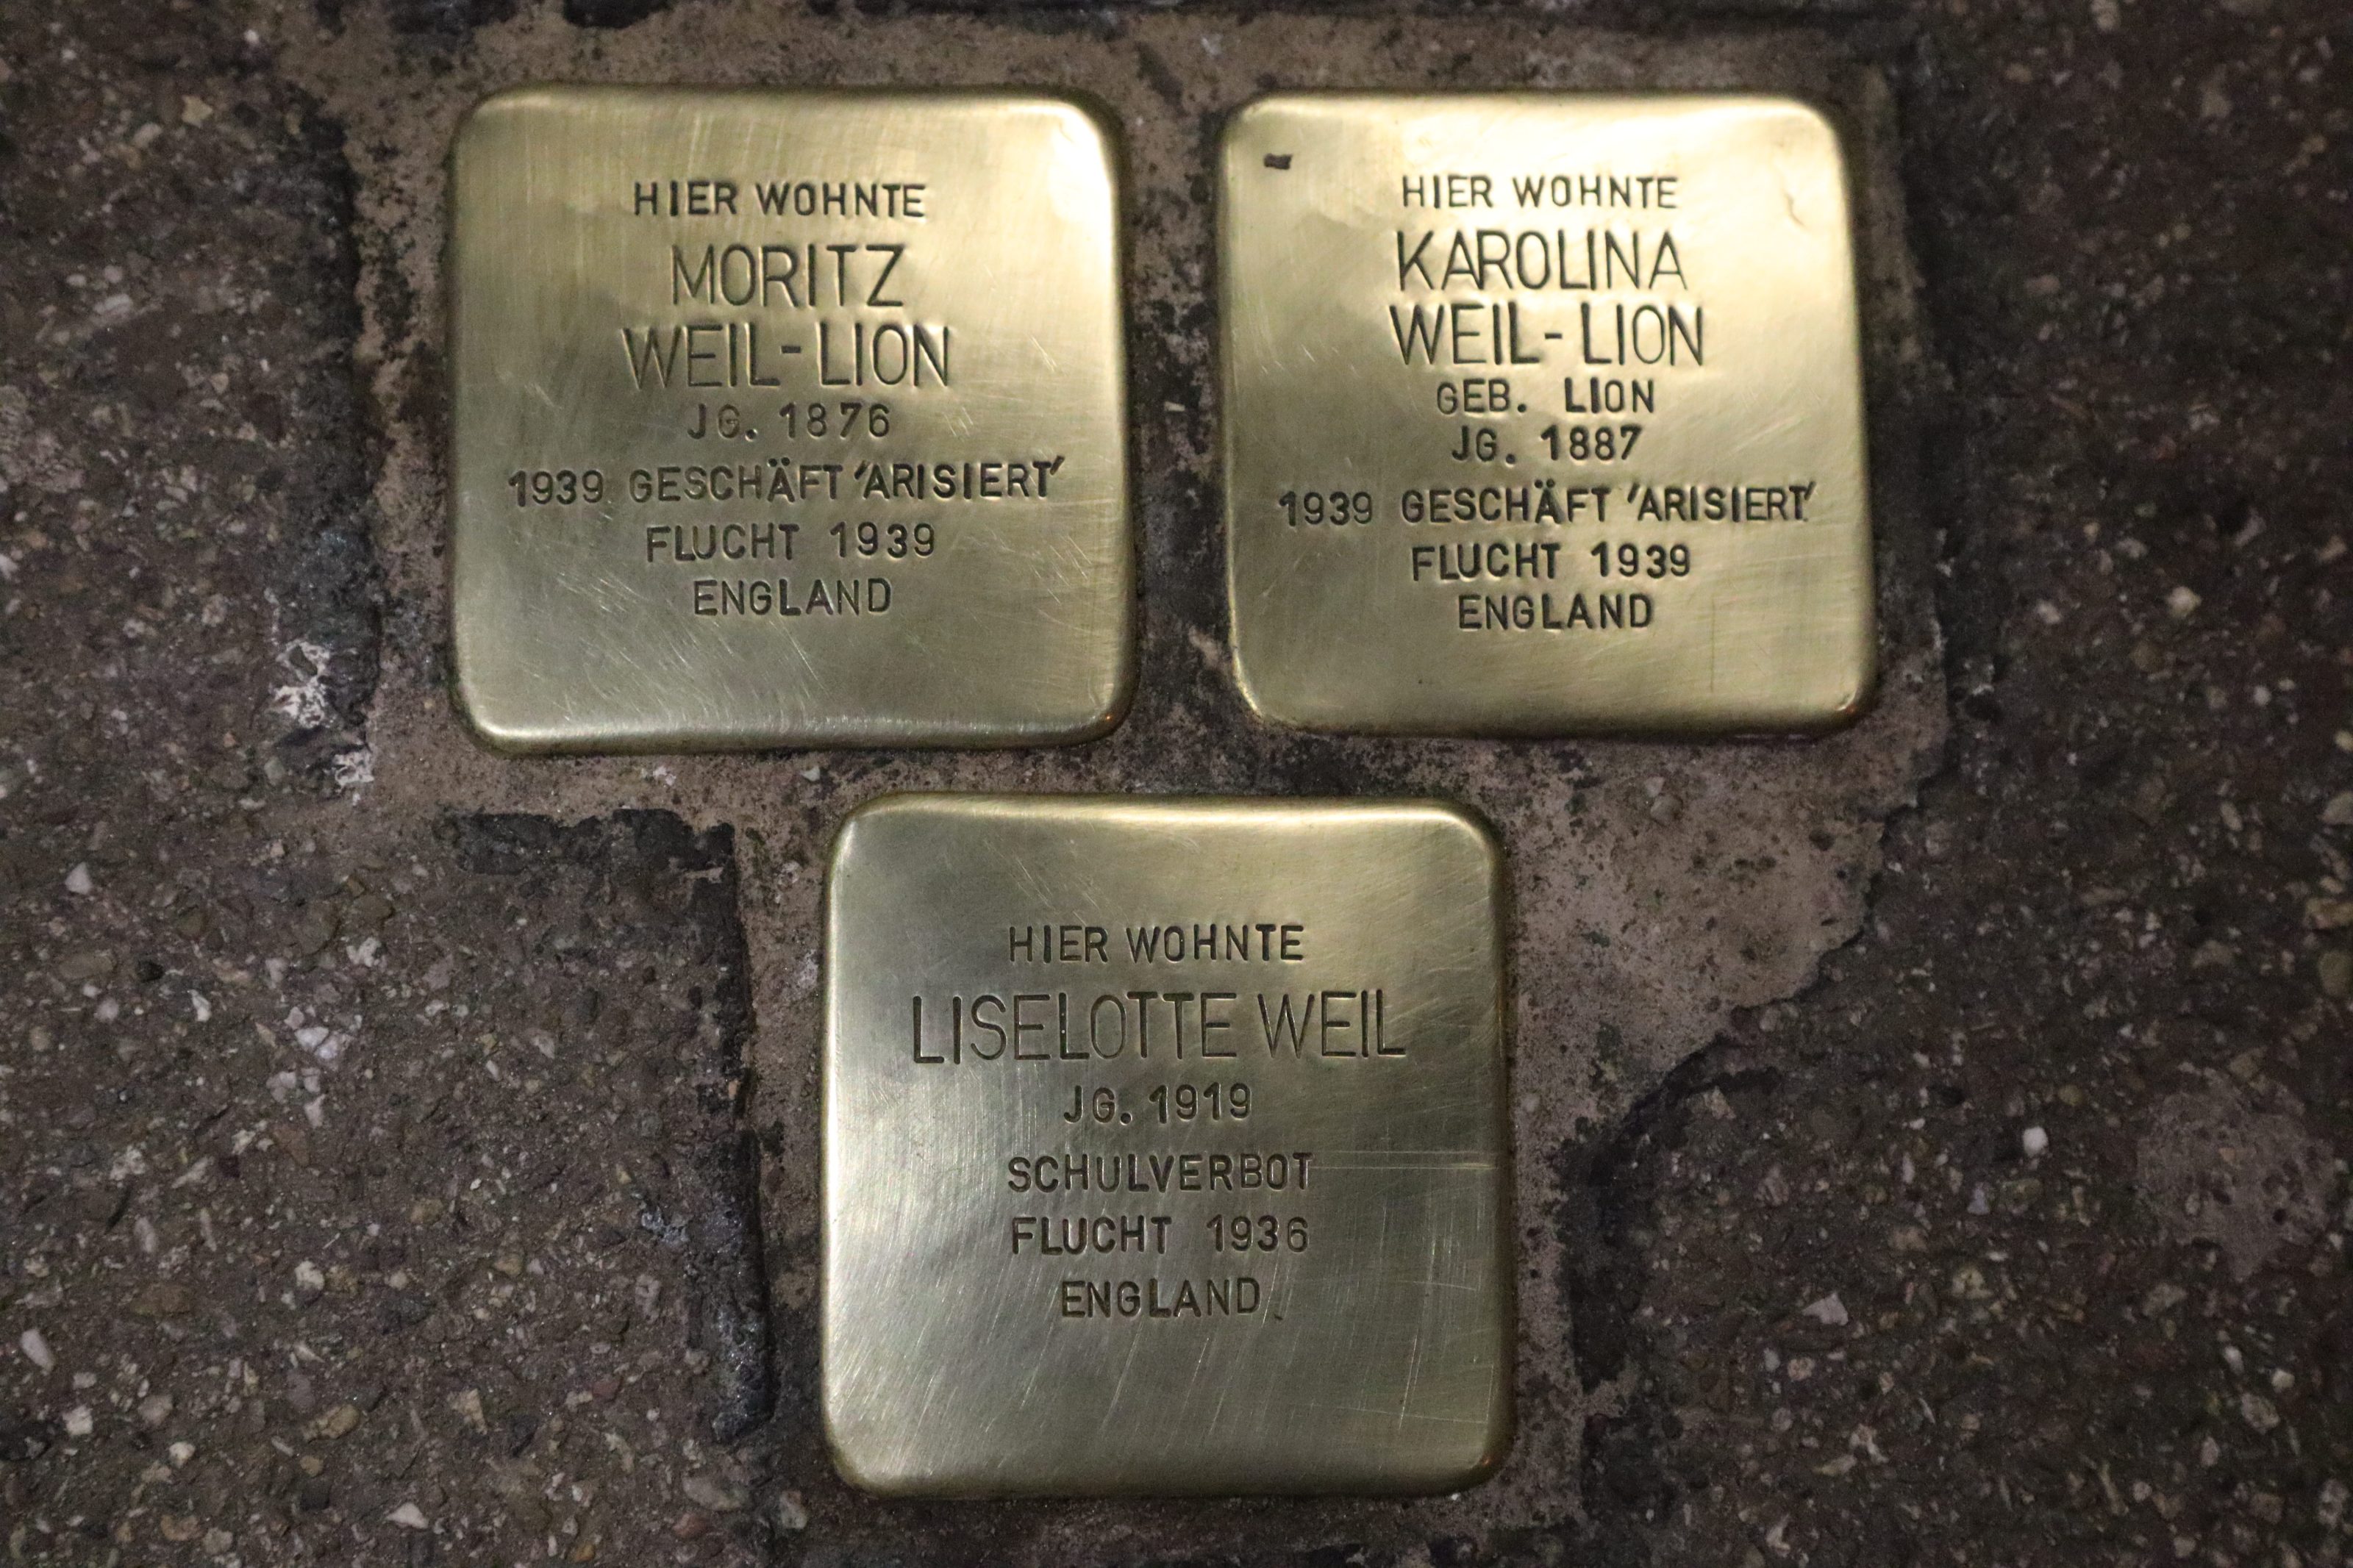 HIER WOHNTE
MORITZ
WEIL-LION
JG. 1876
1939 GESCHÄFT 'ARISIERT'
FLUCHT 1939
ENGLAND
HIER WOHNTE
KAROLINA
WEIL-LION
GEB. LION
JG. 1887
1939 GESCHÄFT 'ARISIERT'
FLUCHT 1939
ENGLAND
HIER WOHNTE
LISELOTTE WEIL
JG. 1919
SCHULVERBOT
FLUCHT 1936
ENGLAND